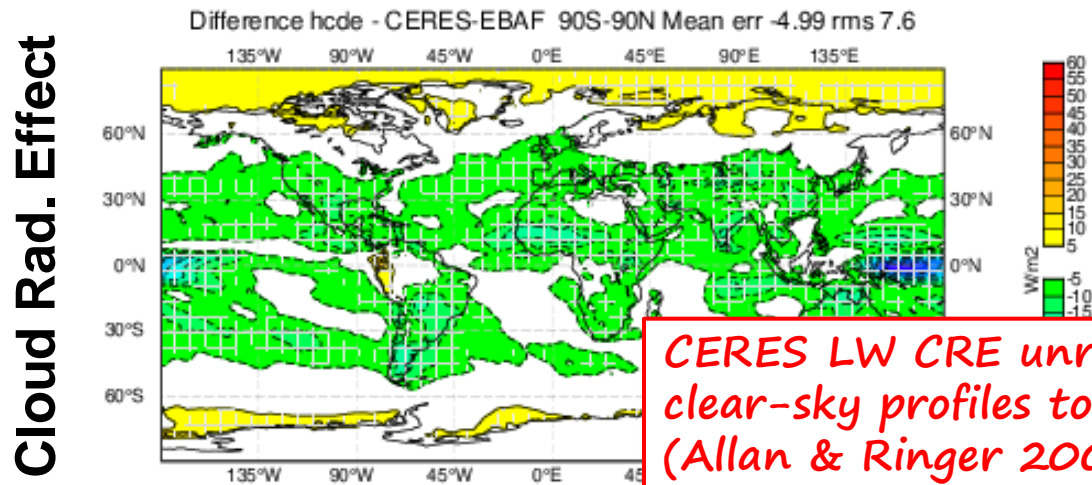 Cloud Rad. Effect
Difference hcde - CERES-EBAF 90S-90N Mean err -4.99 rms 7.6
135°W 90°W 45°W 0°E 45°E 90°E 135°E
60°N 60°N
30°N 30°N
0°N 0°N
30°S
60°S
135°W 90°W 45°W 0°E
60
55
50
45
40
35
30
25
20
15
10
5
W/m2
-5
-10
-15
CERES LW CRE
clear-sky profiles to
(Allan & Ringer